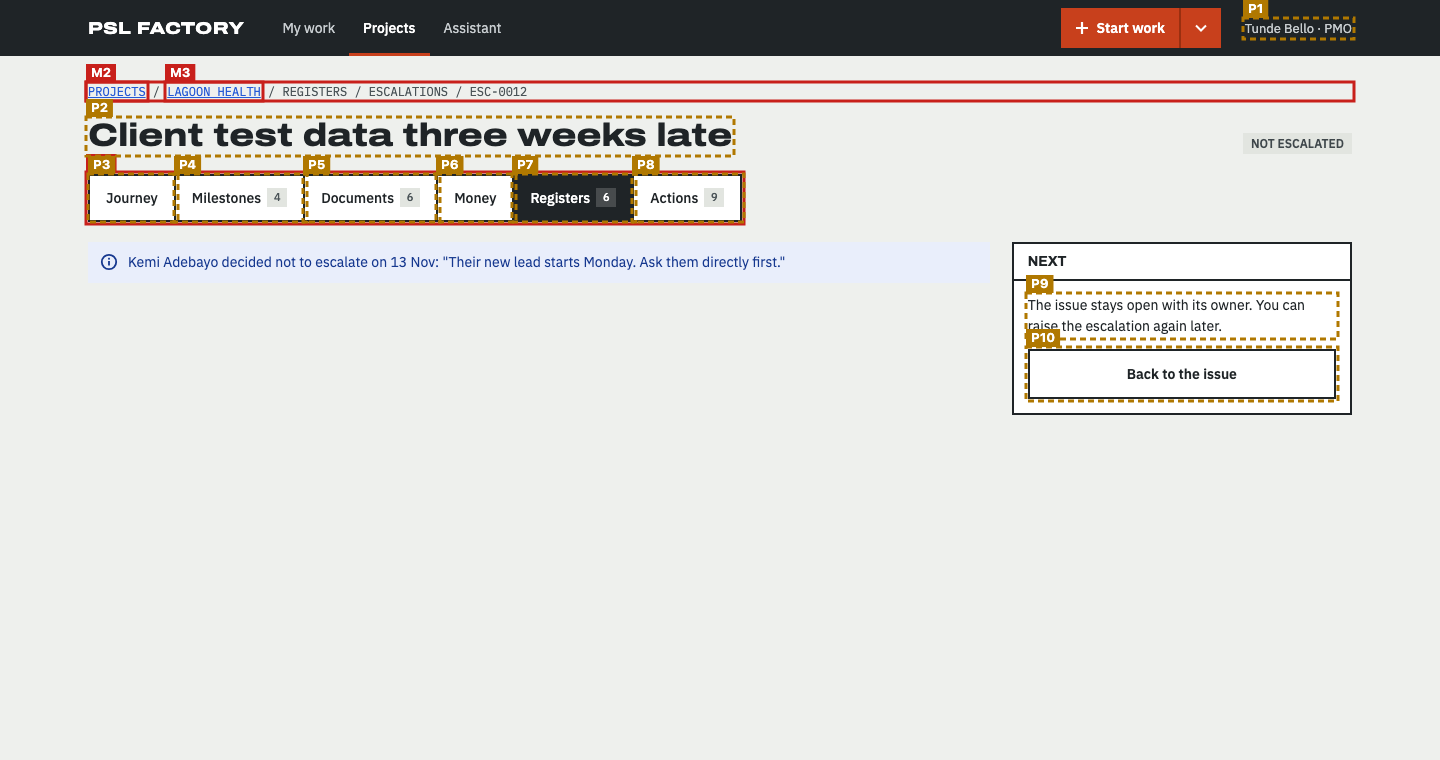 PSL FACTORY
My work
Projects
Assistant
Start work
P1
Tunde Bello · PMO
M2
M3
PROJECTS / LAGOON HEALTH / REGISTERS / ESCALATIONS / ESC-0012
P2
Client test data three weeks late
NOT ESCALATED
P3
P4
P5
P6
P7
P8
Journey
Milestones 4
Documents 6
Money
Registers 6
Actions 9
Kemi Adebayo decided not to escalate on 13 Nov: "Their new lead starts Monday. Ask them directly first."
NEXT
P9
The issue stays open with its owner. You can
raise the escalation again later.
P10
Back to the issue